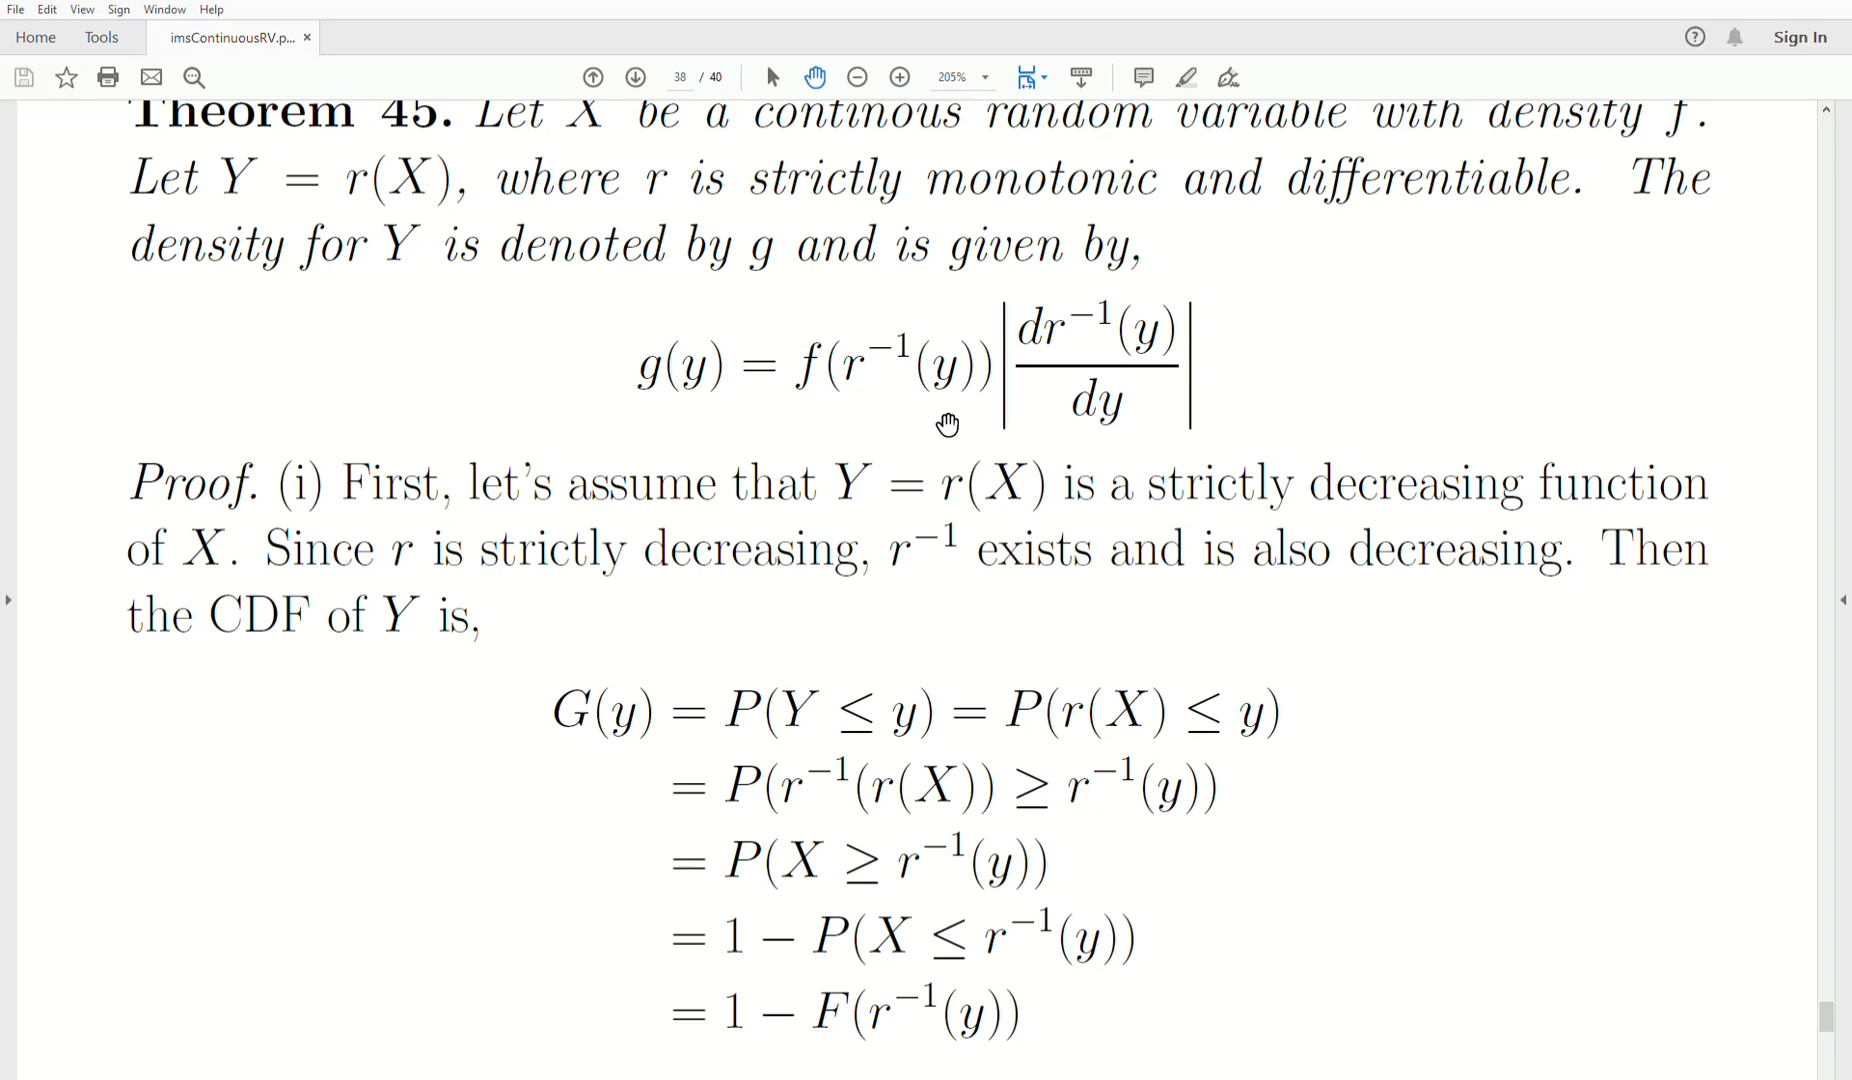 File Edit View Sign Window Help
Home Tools imsContinuousRV.p... × Sign In
38 / 40 205%
Theorem 45. Let X be a continous random variable with density f.
Let Y = r(X), where r is strictly monotonic and differentiable. The
density for Y is denoted by g and is given by,
g(y) = f(r⁻¹(y)) | dr⁻¹(y) / dy |
Proof. (i) First, let's assume that Y = r(X) is a strictly decreasing function
of X. Since r is strictly decreasing, r⁻¹ exists and is also decreasing. Then
the CDF of Y is,
G(y) = P(Y ≤ y) = P(r(X) ≤ y)
= P(r⁻¹(r(X)) ≥ r⁻¹(y))
= P(X ≥ r⁻¹(y))
= 1 − P(X ≤ r⁻¹(y))
= 1 − F(r⁻¹(y))